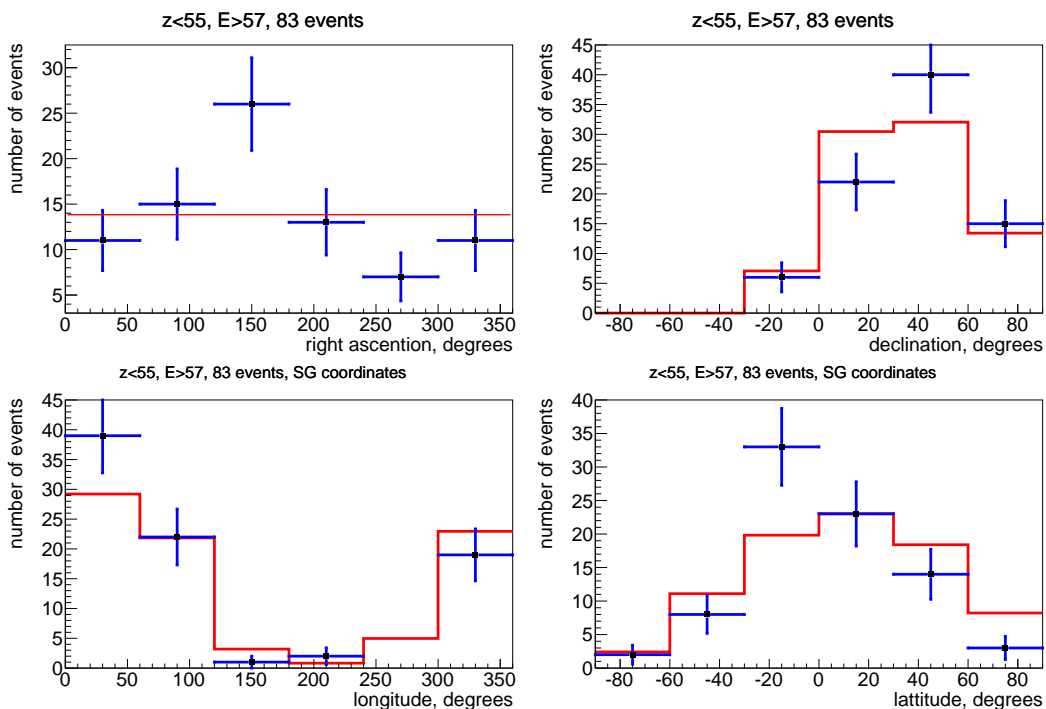 z<55, E>57, 83 events
number of events
30
25
20
15
10
5
0 50 100 150 200 250 300 350
right ascention, degrees
z<55, E>57, 83 events
number of events
45
40
35
30
25
20
15
10
5
0
-80 -60 -40 -20 0 20 40 60 80
declination, degrees
z<55, E>57, 83 events, SG coordinates
number of events
45
40
35
30
25
20
15
10
5
0
0 50 100 150 200 250 300 350
longitude, degrees
z<55, E>57, 83 events, SG coordinates
number of events
40
35
30
25
20
15
10
5
0
-80 -60 -40 -20 0 20 40 60 80
lattitude, degrees